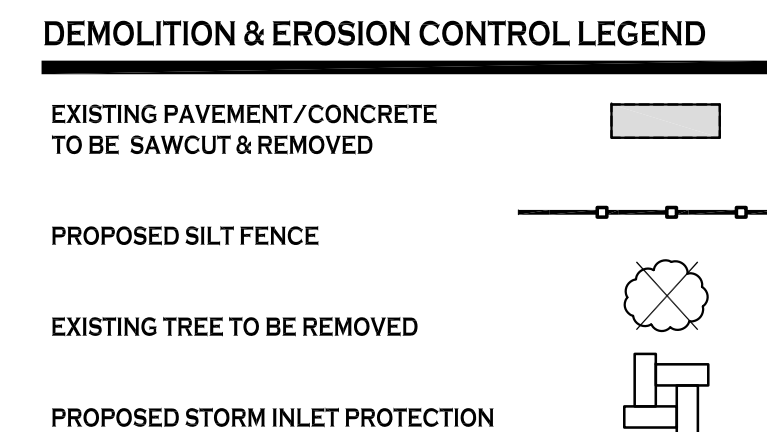 DEMOLITION & EROSION CONTROL LEGEND
EXISTING PAVEMENT/CONCRETE
TO BE SAWCUT & REMOVED
PROPOSED SILT FENCE
EXISTING TREE TO BE REMOVED
PROPOSED STORM INLET PROTECTION